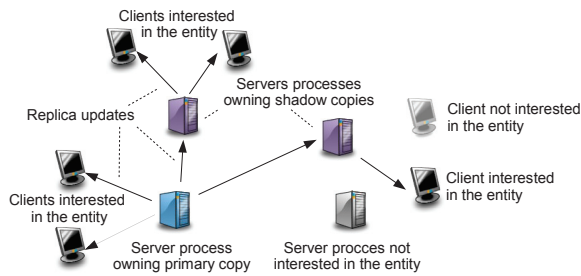 Clients interested
in the entity
Servers processes
owning shadow copies
Replica updates
Client not interested
in the entity
Client interested
in the entity
Clients interested
in the entity
Server process
owning primary copy
Server procces not
interested in the entity